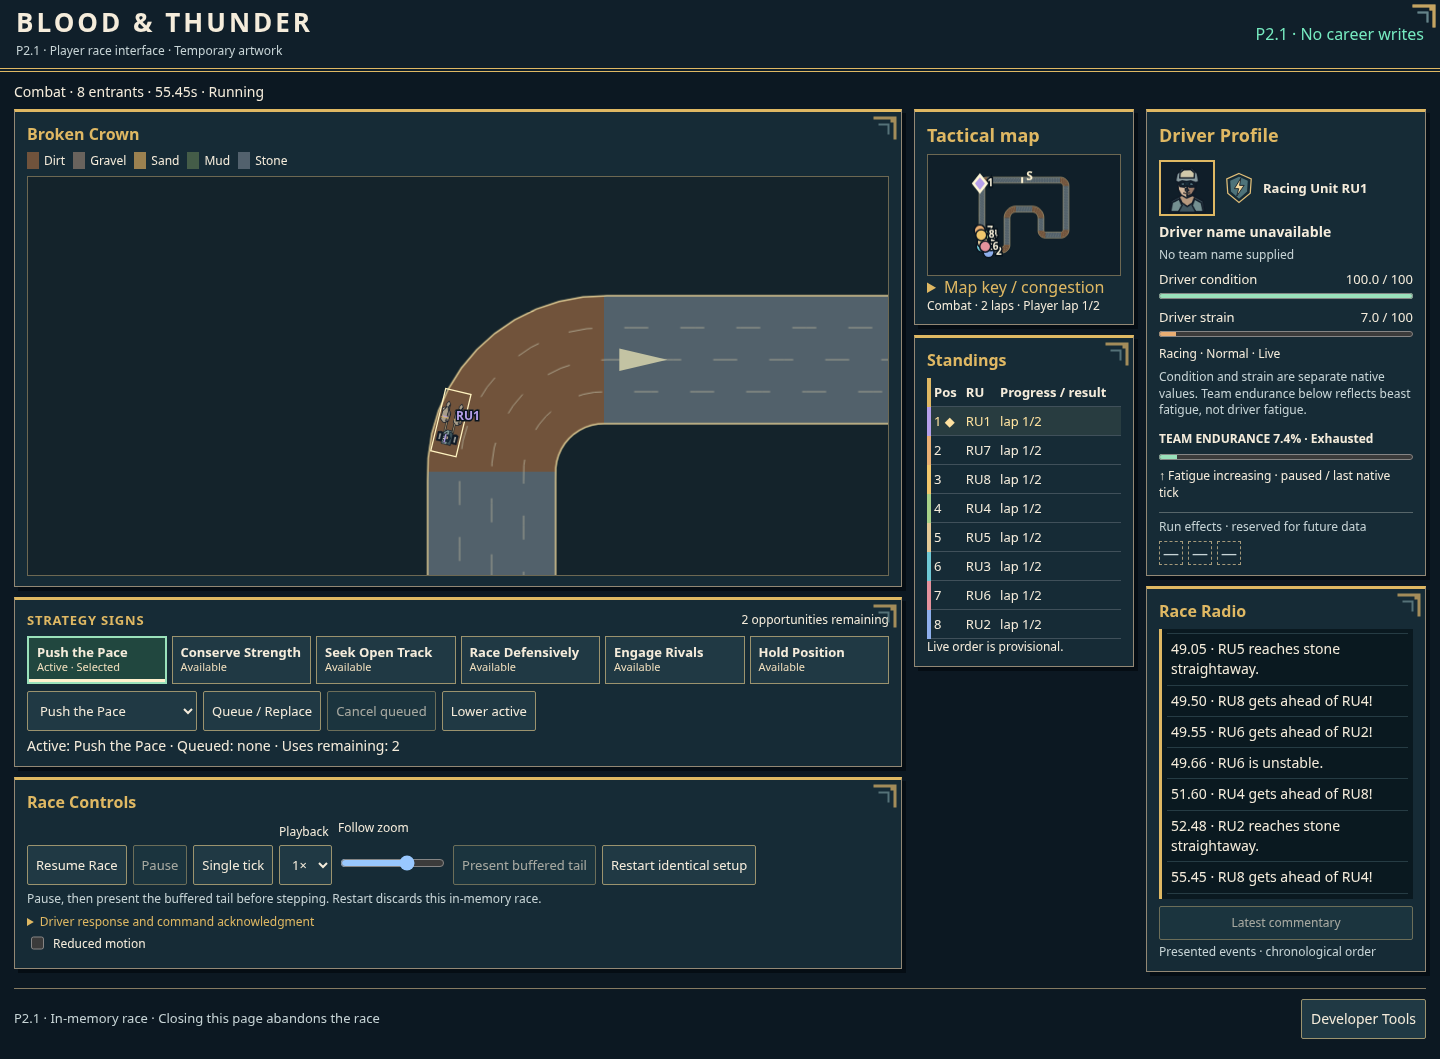 BLOOD & THUNDER
P2.1 · Player race interface · Temporary artwork
P2.1 · No career writes
Combat · 8 entrants · 55.45s · Running
Broken Crown
Dirt Gravel Sand Mud Stone
RU1
STRATEGY SIGNS
2 opportunities remaining
Push the Pace
Active · Selected
Conserve Strength
Available
Seek Open Track
Available
Race Defensively
Available
Engage Rivals
Available
Hold Position
Available
Push the Pace
Queue / Replace
Cancel queued
Lower active
Active: Push the Pace · Queued: none · Uses remaining: 2
Race Controls
Playback
Follow zoom
Resume Race
Pause
Single tick
1×
Present buffered tail
Restart identical setup
Pause, then present the buffered tail before stepping. Restart discards this in-memory race.
Driver response and command acknowledgment
Reduced motion
Tactical map
S
1
8
6
2
Map key / congestion
Combat · 2 laps · Player lap 1/2
Standings
Pos RU Progress / result
1 ◆ RU1 lap 1/2
2 RU7 lap 1/2
3 RU8 lap 1/2
4 RU4 lap 1/2
5 RU5 lap 1/2
6 RU3 lap 1/2
7 RU6 lap 1/2
8 RU2 lap 1/2
Live order is provisional.
Driver Profile
Racing Unit RU1
Driver name unavailable
No team name supplied
Driver condition 100.0 / 100
Driver strain 7.0 / 100
Racing · Normal · Live
Condition and strain are separate native
values. Team endurance below reflects beast
fatigue, not driver fatigue.
TEAM ENDURANCE 7.4% · Exhausted
↑ Fatigue increasing · paused / last native
tick
Run effects · reserved for future data
— — —
Race Radio
49.05 · RU5 reaches stone
straightaway.
49.50 · RU8 gets ahead of RU4!
49.55 · RU6 gets ahead of RU2!
49.66 · RU6 is unstable.
51.60 · RU4 gets ahead of RU8!
52.48 · RU2 reaches stone
straightaway.
55.45 · RU8 gets ahead of RU4!
Latest commentary
Presented events · chronological order
P2.1 · In-memory race · Closing this page abandons the race
Developer Tools